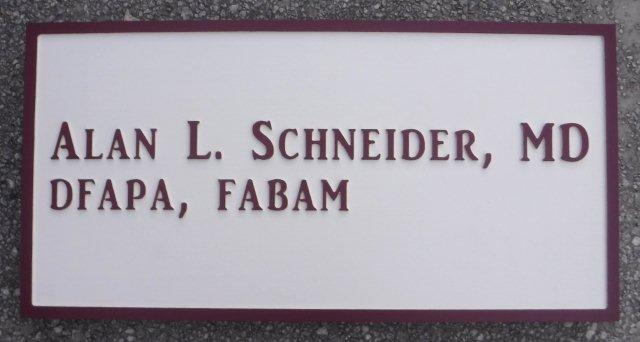 Alan L. Schneider, MD
DFAPA, FABAM